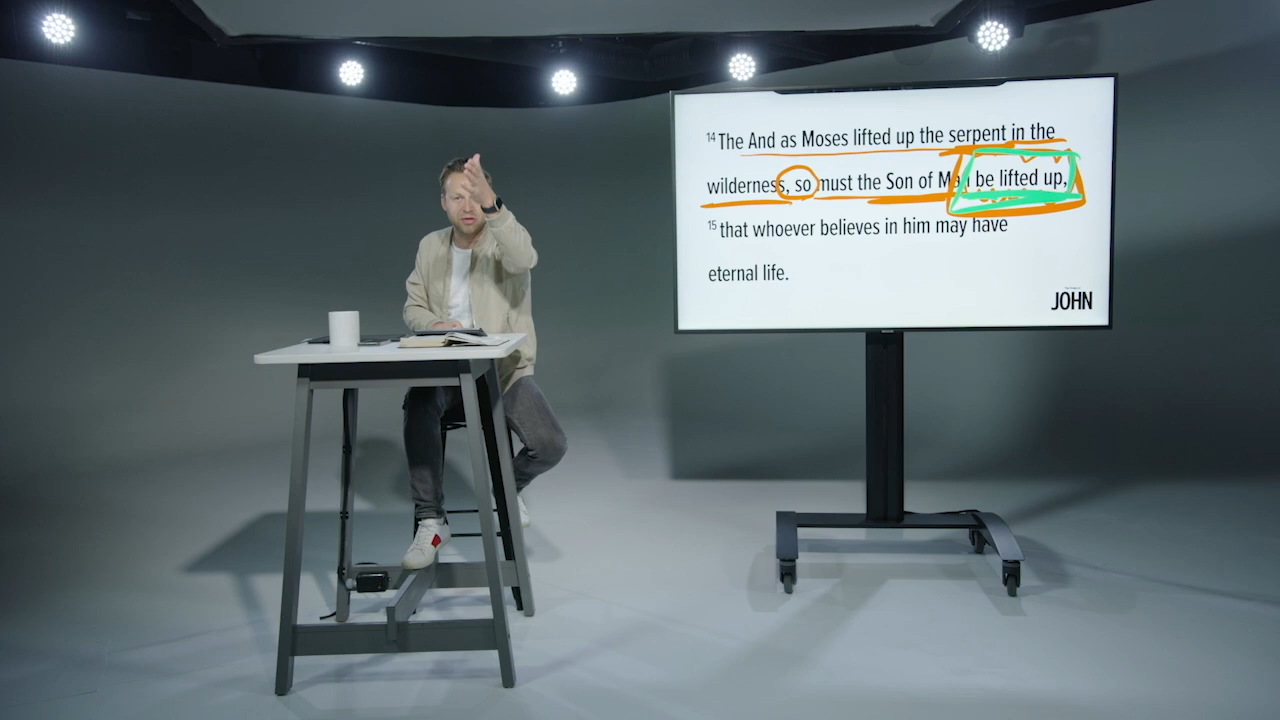 14 The And as Moses lifted up the serpent in the
wilderness, so must the Son of Man be lifted up,
15 that whoever believes in him may have
eternal life.
JOHN